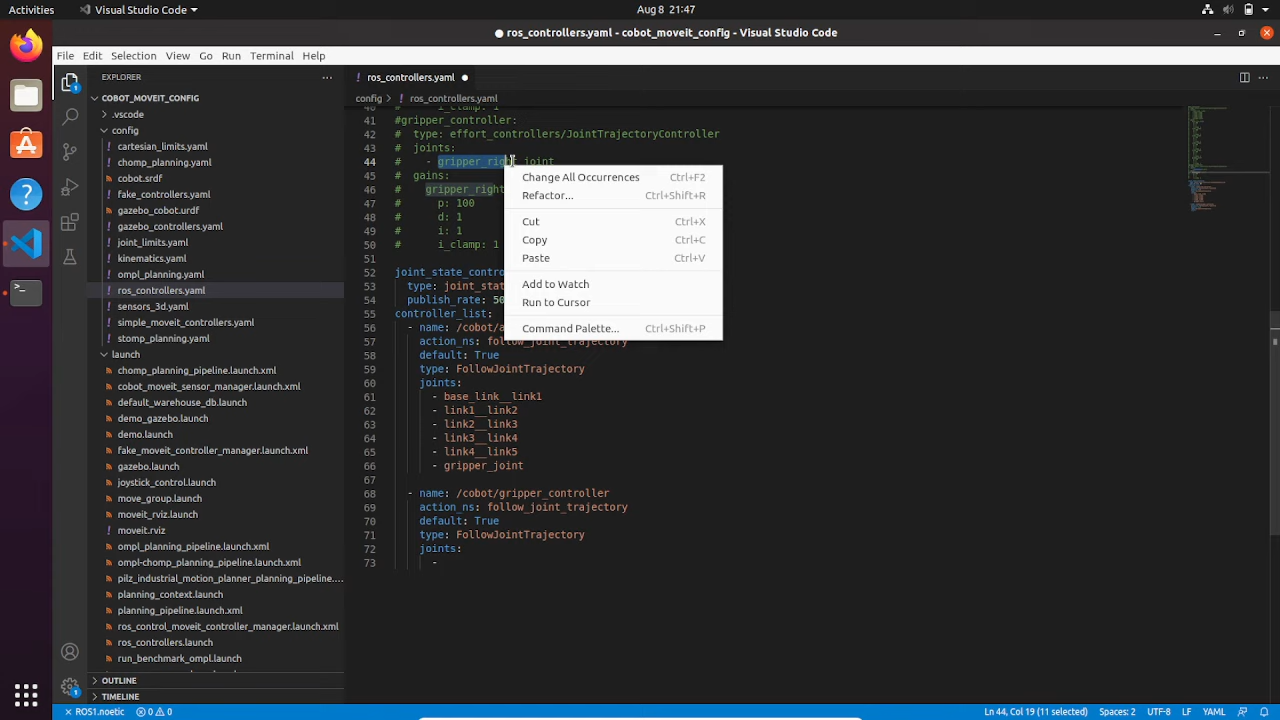 Activities
Visual Studio Code
Aug 8 21:47
● ros_controllers.yaml - cobot_moveit_config - Visual Studio Code
File Edit Selection View Go Run Terminal Help
EXPLORER
COBOT_MOVEIT_CONFIG
.vscode
config
cartesian_limits.yaml
chomp_planning.yaml
cobot.srdf
fake_controllers.yaml
gazebo_cobot.urdf
gazebo_controllers.yaml
joint_limits.yaml
kinematics.yaml
ompl_planning.yaml
ros_controllers.yaml
sensors_3d.yaml
simple_moveit_controllers.yaml
stomp_planning.yaml
launch
chomp_planning_pipeline.launch.xml
cobot_moveit_sensor_manager.launch.xml
default_warehouse_db.launch
demo_gazebo.launch
demo.launch
fake_moveit_controller_manager.launch.xml
gazebo.launch
joystick_control.launch
move_group.launch
move_rviz.launch
moveit.rviz
ompl_planning_pipeline.launch.xml
ompl-chomp_planning_pipeline.launch.xml
pilz_industrial_motion_planner_planning_pipeline....
planning_context.launch
planning_pipeline.launch.xml
ros_control_moveit_controller_manager.launch.xml
ros_controllers.launch
run_benchmark_ompl.launch
OUTLINE
TIMELINE
! ros_controllers.yaml ●
config > ! ros_controllers.yaml
40 # i_clamp: 1
41 #gripper_controller:
42 # type: effort_controllers/JointTrajectoryController
43 # joints:
44 # - gripper_right_joint
45 # gains:
46 # gripper_right
47 # p: 100
48 # d: 1
49 # i: 1
50 # i_clamp: 1
51
52 joint_state_contr
53 type: joint_stat
54 publish_rate: 50
55 controller_list:
56 - name: /cobot/a
57 action_ns: follow_joint_trajectory
58 default: True
59 type: FollowJointTrajectory
60 joints:
61 - base_link__link1
62 - link1__link2
63 - link2__link3
64 - link3__link4
65 - link4__link5
66 - gripper_joint
67
68 - name: /cobot/gripper_controller
69 action_ns: follow_joint_trajectory
70 default: True
71 type: FollowJointTrajectory
72 joints:
73 -
Change All Occurrences Ctrl+F2
Refactor... Ctrl+Shift+R
Cut Ctrl+X
Copy Ctrl+C
Paste Ctrl+V
Add to Watch
Run to Cursor
Command Palette... Ctrl+Shift+P
ROS1.noetic 0 0
Ln 44, Col 19 (11 selected) Spaces: 2 UTF-8 LF YAML